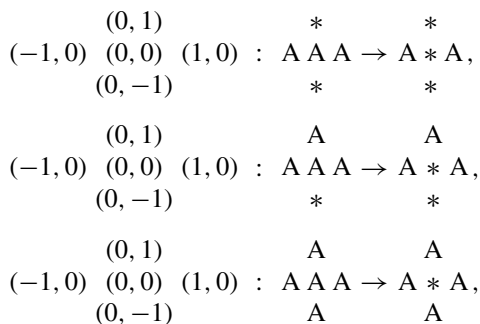 (0, 1) * *
(−1, 0) (0, 0) (1, 0) : A A A → A * A,
(0, −1) * *
(0, 1) A A
(−1, 0) (0, 0) (1, 0) : A A A → A * A,
(0, −1) * *
(0, 1) A A
(−1, 0) (0, 0) (1, 0) : A A A → A * A,
(0, −1) A A